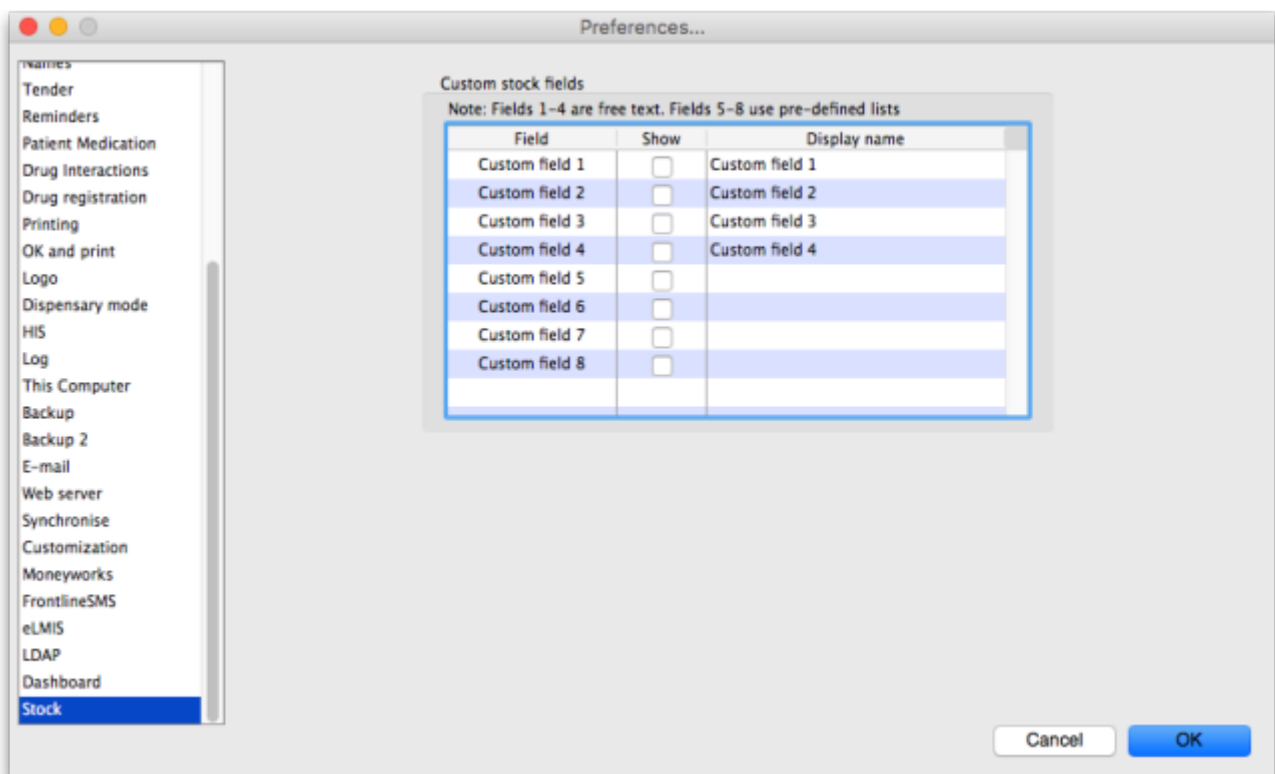 Preferences...
Names
Tender
Reminders
Patient Medication
Drug Interactions
Drug registration
Printing
OK and print
Logo
Dispensary mode
HIS
Log
This Computer
Backup
Backup 2
E-mail
Web server
Synchronise
Customization
Moneyworks
FrontlineSMS
eLMIS
LDAP
Dashboard
Stock
Custom stock fields
Note: Fields 1-4 are free text. Fields 5-8 use pre-defined lists
Field Show Display name
Custom field 1 Custom field 1
Custom field 2 Custom field 2
Custom field 3 Custom field 3
Custom field 4 Custom field 4
Custom field 5
Custom field 6
Custom field 7
Custom field 8
Cancel OK